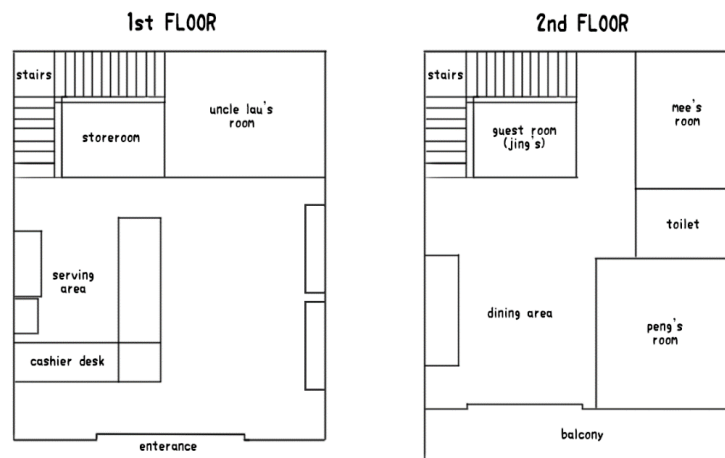 1st FLOOR
stairs
storeroom
uncle lau's
room
serving
area
cashier desk
enterance
2nd FLOOR
stairs
guest room
(jing's)
mee's
room
toilet
dining area
peng's
room
balcony